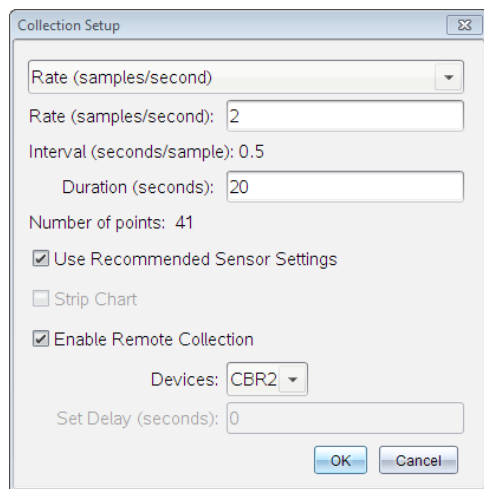 Collection Setup
Rate (samples/second)
Rate (samples/second): 2
Interval (seconds/sample): 0.5
Duration (seconds): 20
Number of points: 41
Use Recommended Sensor Settings
Strip Chart
Enable Remote Collection
Devices: CBR2
Set Delay (seconds): 0
OK Cancel